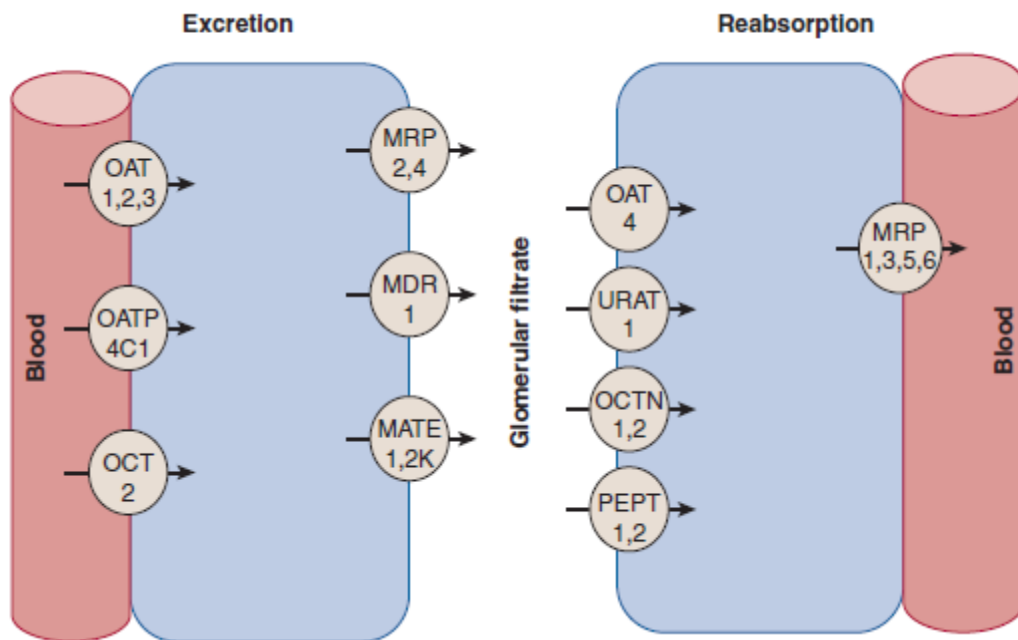 Excretion
Blood
OAT
1,2,3
OATP
4C1
OCT
2
MRP
2,4
MDR
1
MATE
1,2K
Glomerular filtrate
Reabsorption
OAT
4
URAT
1
OCTN
1,2
PEPT
1,2
MRP
1,3,5,6
Blood